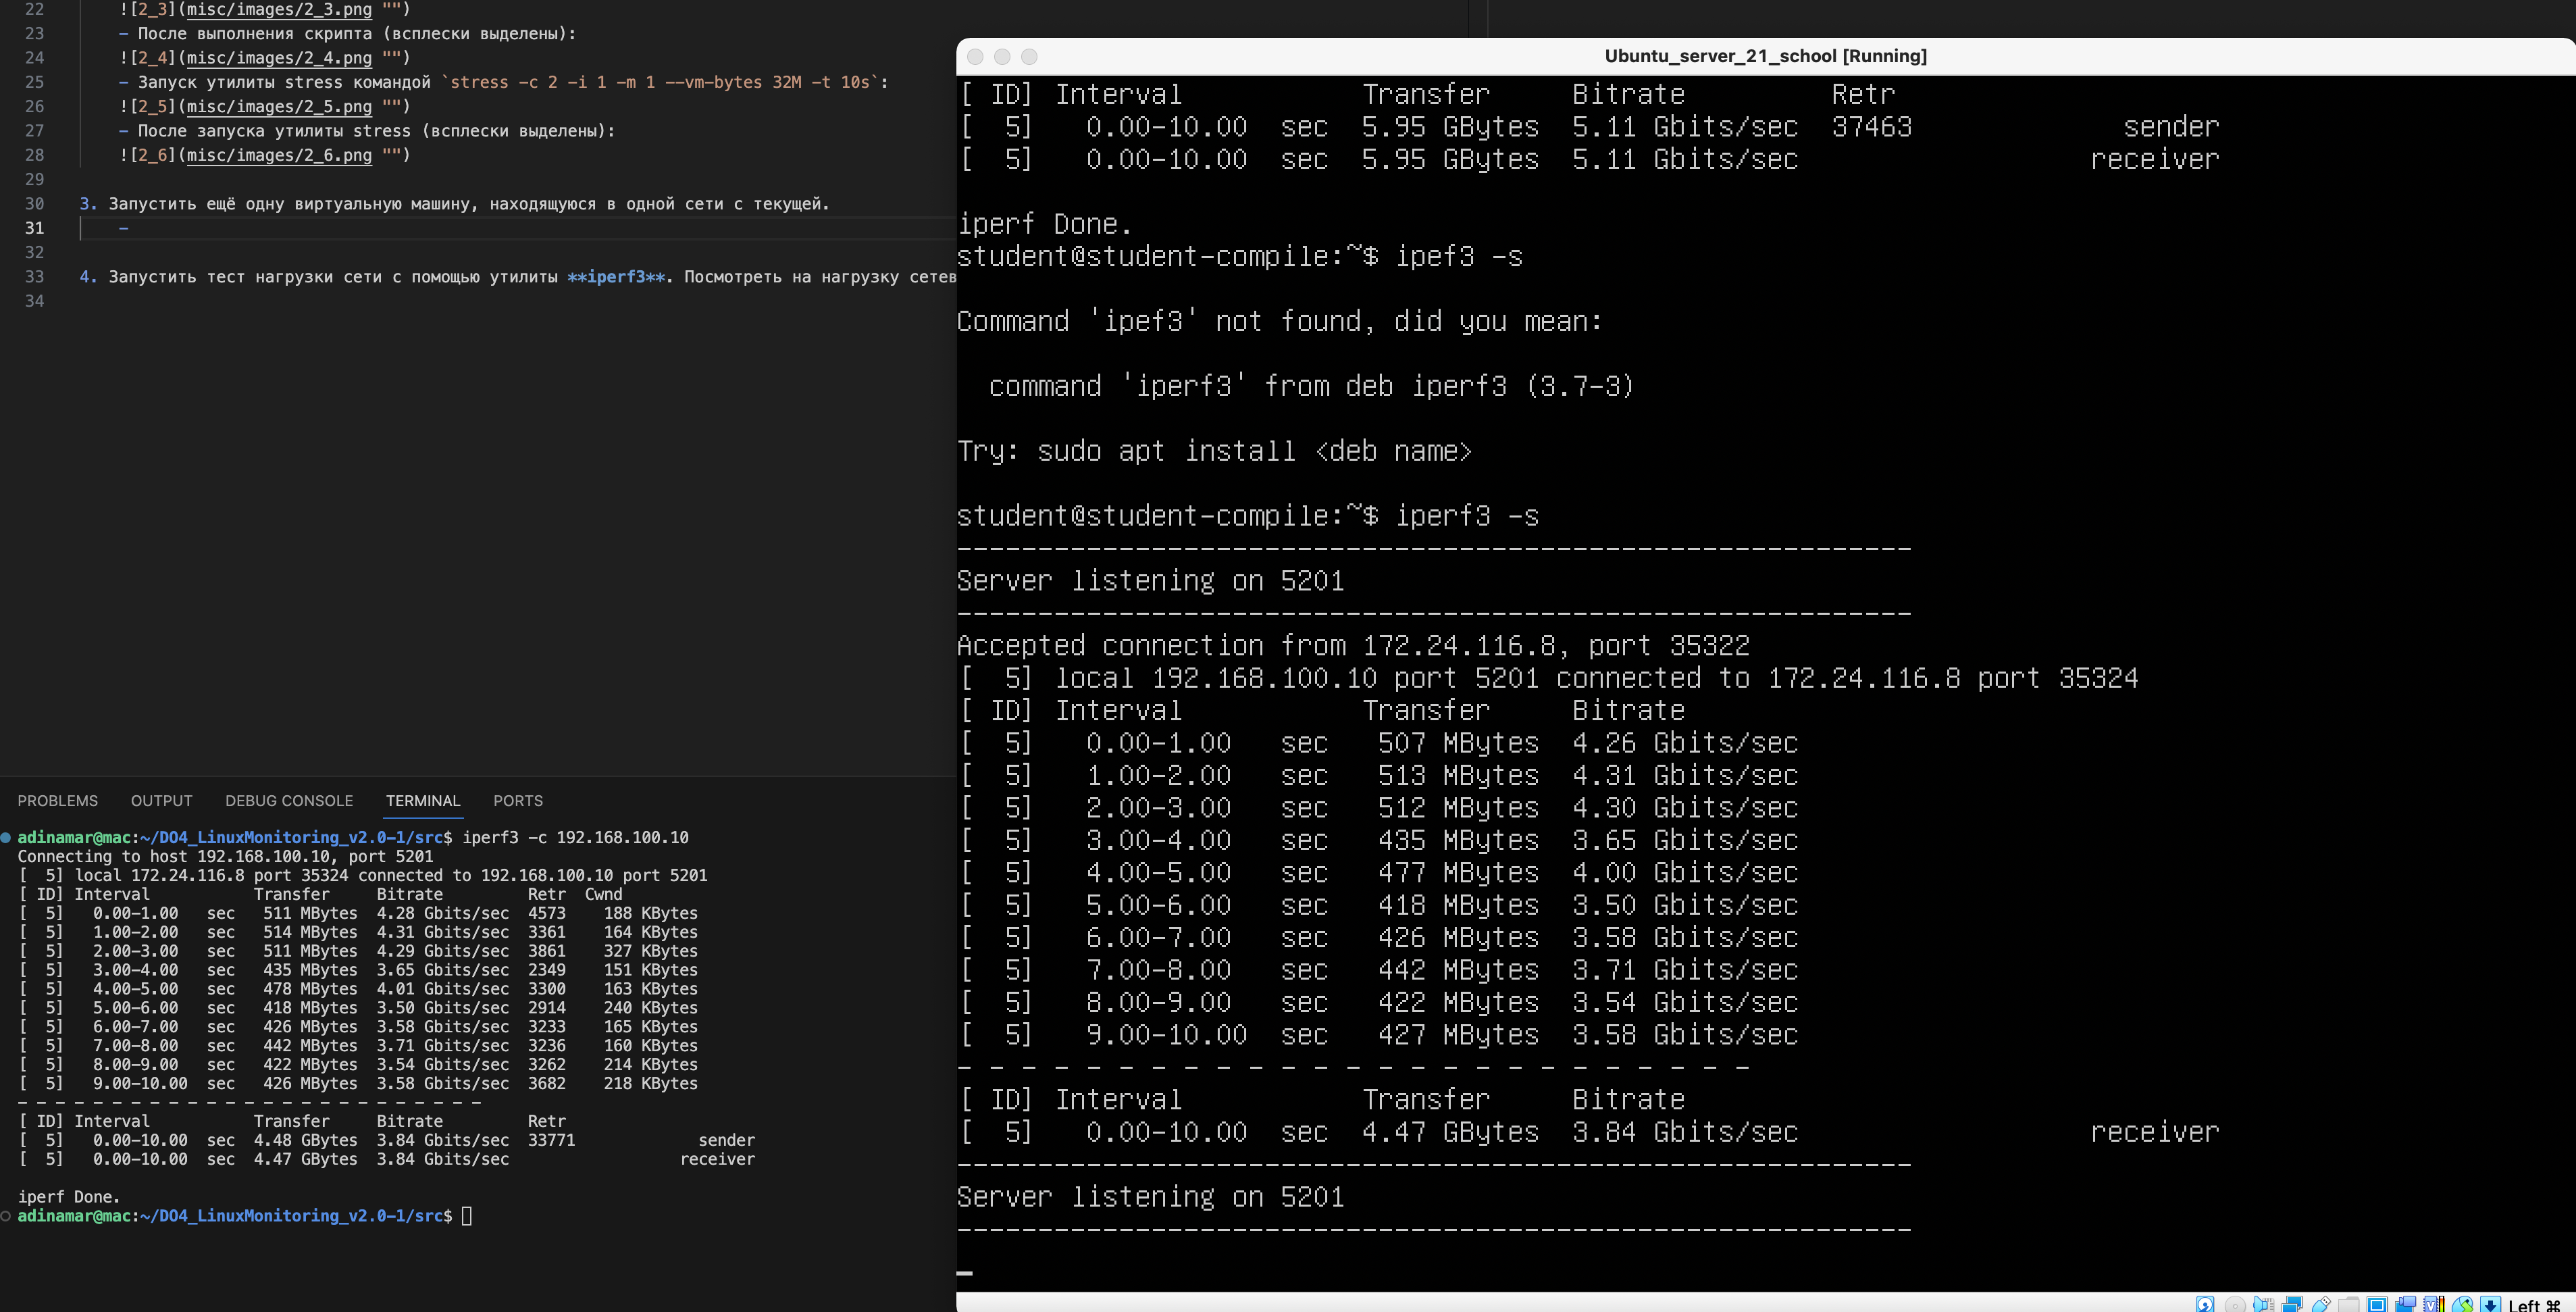 22 ![2_3](misc/images/2_3.png "")
23 - После выполнения скрипта (всплески выделены):
24 ![2_4](misc/images/2_4.png "")
25 - Запуск утилиты stress командой `stress -c 2 -i 1 -m 1 --vm-bytes 32M -t 10s`:
26 ![2_5](misc/images/2_5.png "")
27 - После запуска утилиты stress (всплески выделены):
28 ![2_6](misc/images/2_6.png "")
29
30 3. Запустить ещё одну виртуальную машину, находящуюся в одной сети с текущей.
31 -
32
33 4. Запустить тест нагрузки сети с помощью утилиты **iperf3**. Посмотреть на нагрузку сетев
34
PROBLEMS OUTPUT DEBUG CONSOLE TERMINAL PORTS
adinamar@mac:~/DO4_LinuxMonitoring_v2.0-1/src$ iperf3 -c 192.168.100.10
Connecting to host 192.168.100.10, port 5201
[  5] local 172.24.116.8 port 35324 connected to 192.168.100.10 port 5201
[ ID] Interval Transfer Bitrate Retr Cwnd
[  5] 0.00-1.00 sec 511 MBytes 4.28 Gbits/sec 4573 188 KBytes
[  5] 1.00-2.00 sec 514 MBytes 4.31 Gbits/sec 3361 164 KBytes
[  5] 2.00-3.00 sec 511 MBytes 4.29 Gbits/sec 3861 327 KBytes
[  5] 3.00-4.00 sec 435 MBytes 3.65 Gbits/sec 2349 151 KBytes
[  5] 4.00-5.00 sec 478 MBytes 4.01 Gbits/sec 3300 163 KBytes
[  5] 5.00-6.00 sec 418 MBytes 3.50 Gbits/sec 2914 240 KBytes
[  5] 6.00-7.00 sec 426 MBytes 3.58 Gbits/sec 3233 165 KBytes
[  5] 7.00-8.00 sec 442 MBytes 3.71 Gbits/sec 3236 160 KBytes
[  5] 8.00-9.00 sec 422 MBytes 3.54 Gbits/sec 3262 214 KBytes
[  5] 9.00-10.00 sec 426 MBytes 3.58 Gbits/sec 3682 218 KBytes
- - - - - - - - - - - - - - - - - - - - - - - - -
[ ID] Interval Transfer Bitrate Retr
[  5] 0.00-10.00 sec 4.48 GBytes 3.84 Gbits/sec 33771 sender
[  5] 0.00-10.00 sec 4.47 GBytes 3.84 Gbits/sec receiver
iperf Done.
adinamar@mac:~/DO4_LinuxMonitoring_v2.0-1/src$
Ubuntu_server_21_school [Running]
[ ID] Interval Transfer Bitrate Retr
[  5] 0.00-10.00 sec 5.95 GBytes 5.11 Gbits/sec 37463 sender
[  5] 0.00-10.00 sec 5.95 GBytes 5.11 Gbits/sec receiver
iperf Done.
student@student-compile:~$ ipef3 -s
Command 'ipef3' not found, did you mean:
command 'iperf3' from deb iperf3 (3.7-3)
Try: sudo apt install <deb name>
student@student-compile:~$ iperf3 -s
-----------------------------------------------------------
Server listening on 5201
-----------------------------------------------------------
Accepted connection from 172.24.116.8, port 35322
[  5] local 192.168.100.10 port 5201 connected to 172.24.116.8 port 35324
[ ID] Interval Transfer Bitrate
[  5] 0.00-1.00 sec 507 MBytes 4.26 Gbits/sec
[  5] 1.00-2.00 sec 513 MBytes 4.31 Gbits/sec
[  5] 2.00-3.00 sec 512 MBytes 4.30 Gbits/sec
[  5] 3.00-4.00 sec 435 MBytes 3.65 Gbits/sec
[  5] 4.00-5.00 sec 477 MBytes 4.00 Gbits/sec
[  5] 5.00-6.00 sec 418 MBytes 3.50 Gbits/sec
[  5] 6.00-7.00 sec 426 MBytes 3.58 Gbits/sec
[  5] 7.00-8.00 sec 442 MBytes 3.71 Gbits/sec
[  5] 8.00-9.00 sec 422 MBytes 3.54 Gbits/sec
[  5] 9.00-10.00 sec 427 MBytes 3.58 Gbits/sec
- - - - - - - - - - - - - - - - - - - - - - - - -
[ ID] Interval Transfer Bitrate
[  5] 0.00-10.00 sec 4.47 GBytes 3.84 Gbits/sec receiver
-----------------------------------------------------------
Server listening on 5201
-----------------------------------------------------------
_
Left ⌘